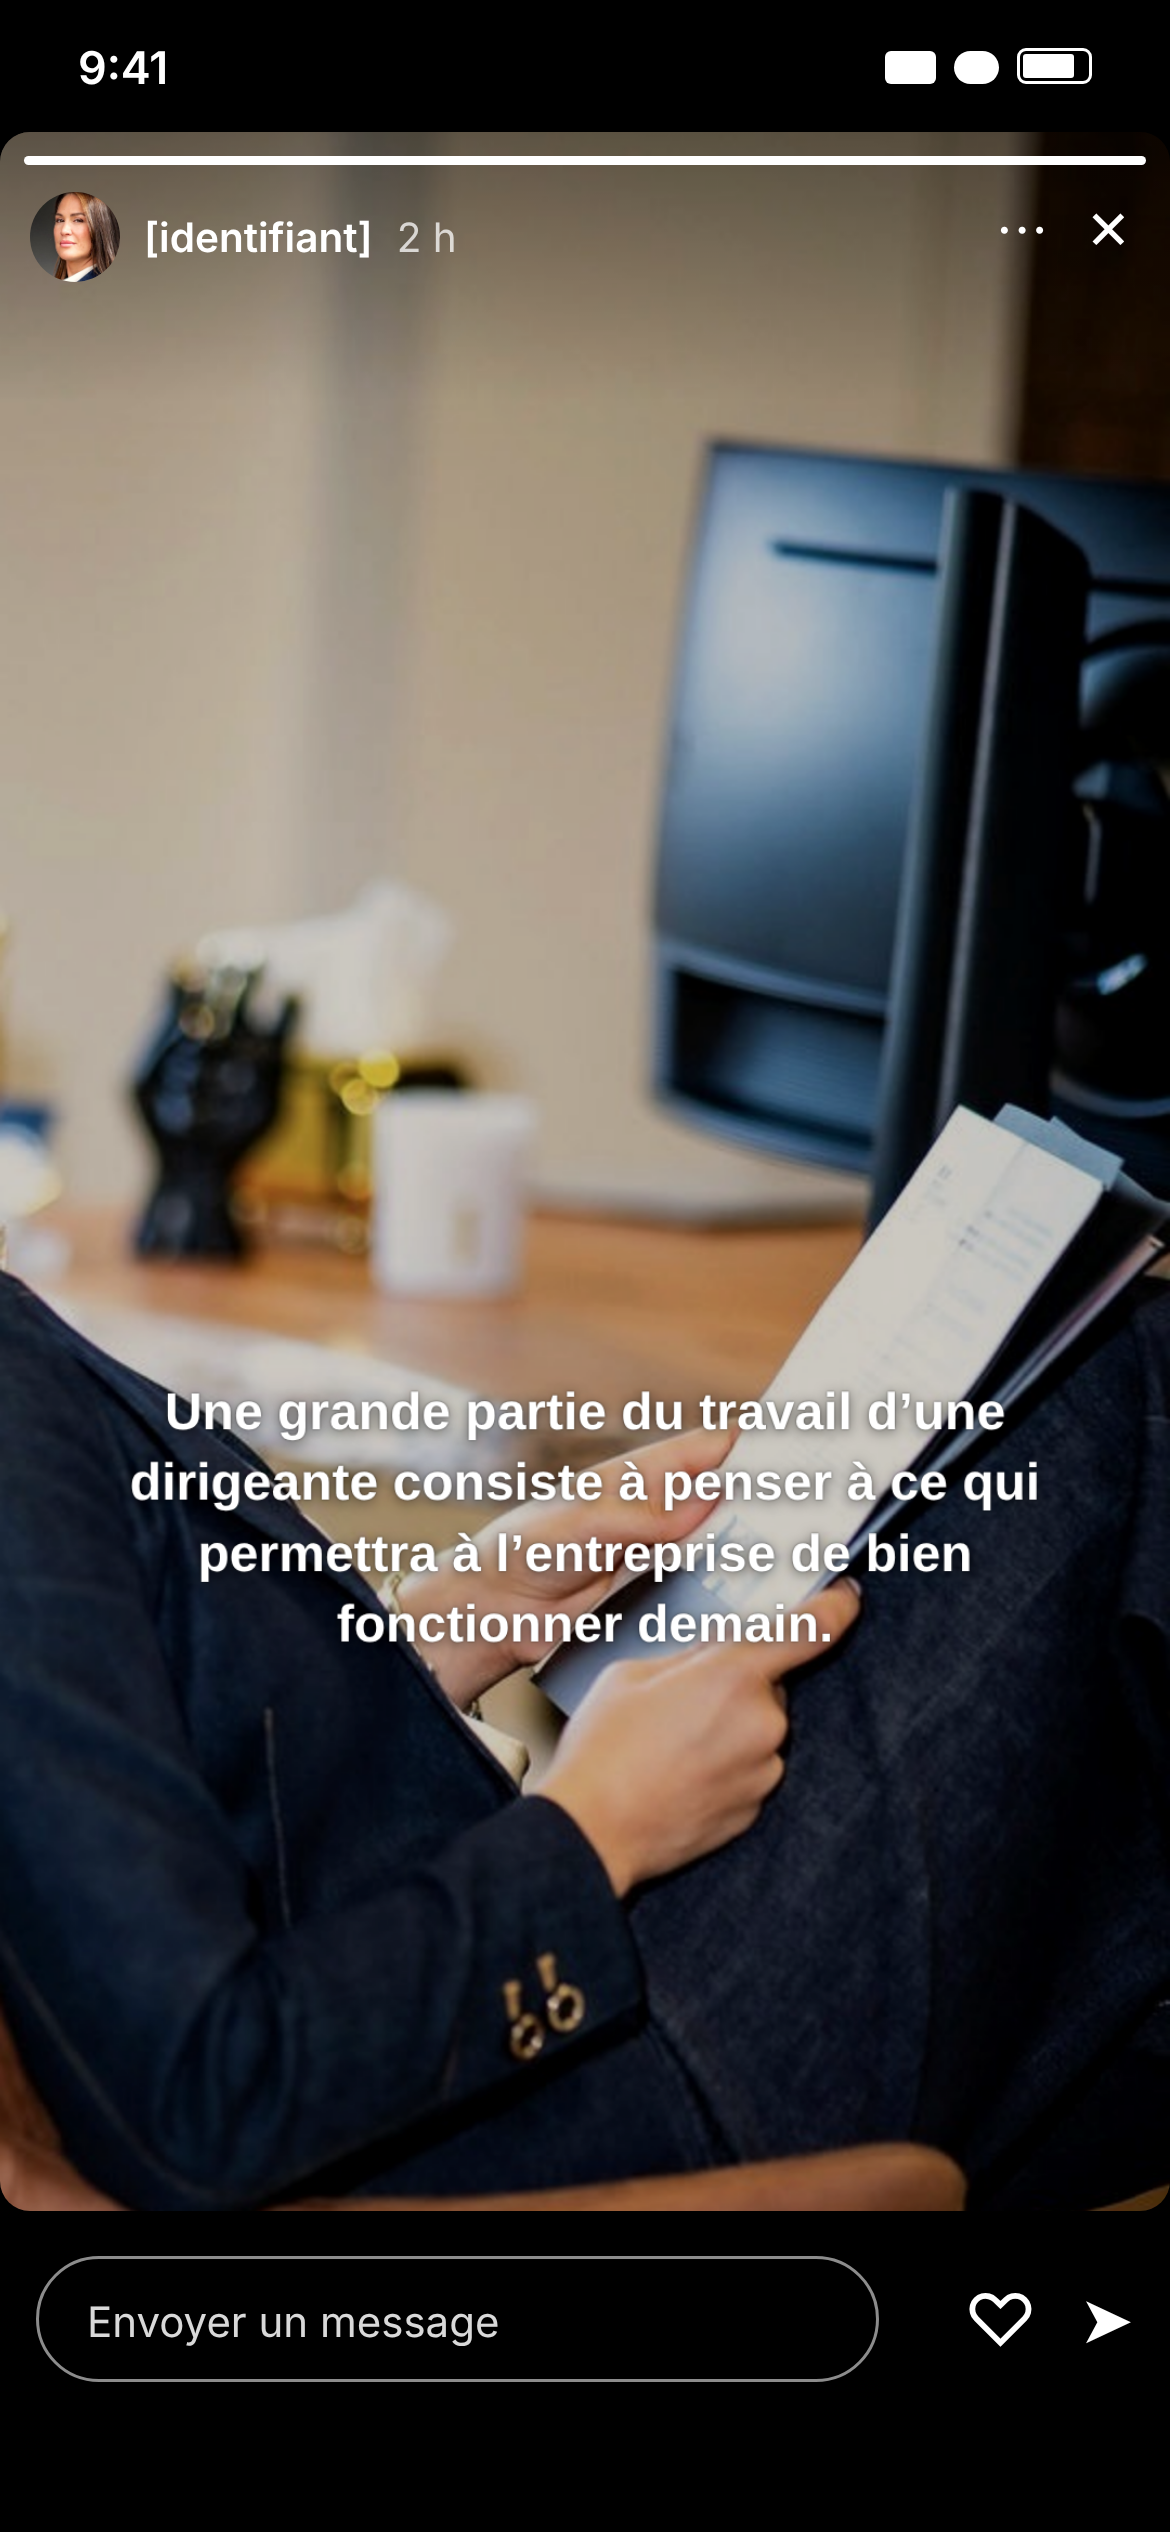 9:41
[identifiant] 2 h
Une grande partie du travail d’une
dirigeante consiste à penser à ce qui
permettra à l’entreprise de bien
fonctionner demain.
Envoyer un message